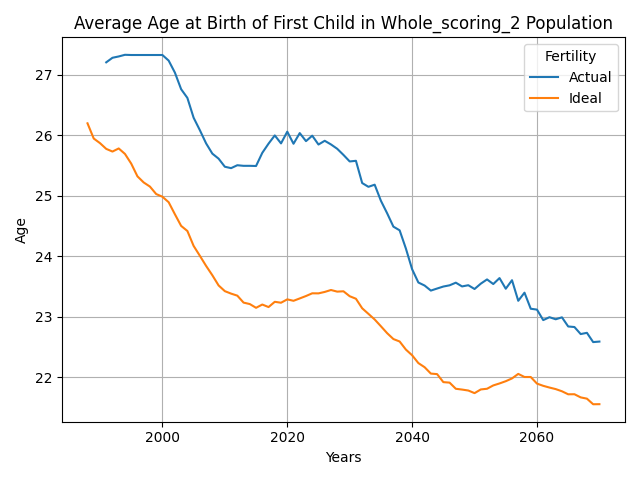 Average Age at Birth of First Child in Whole_scoring_2 Population
Fertility
Actual
Ideal
Age
27
26
25
24
23
22
2000
2020
2040
2060
Years